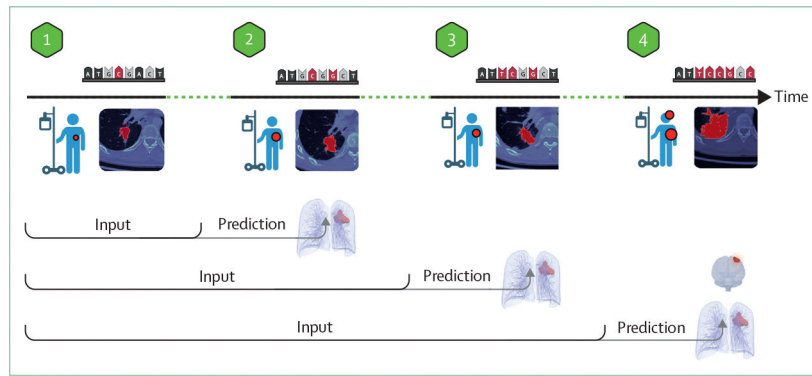 1 2 3 4
A T G C G A C T
A T G C G G C T
A T T C G G C T
A T T C C G C C
Time
Input Prediction
Input Prediction
Input Prediction